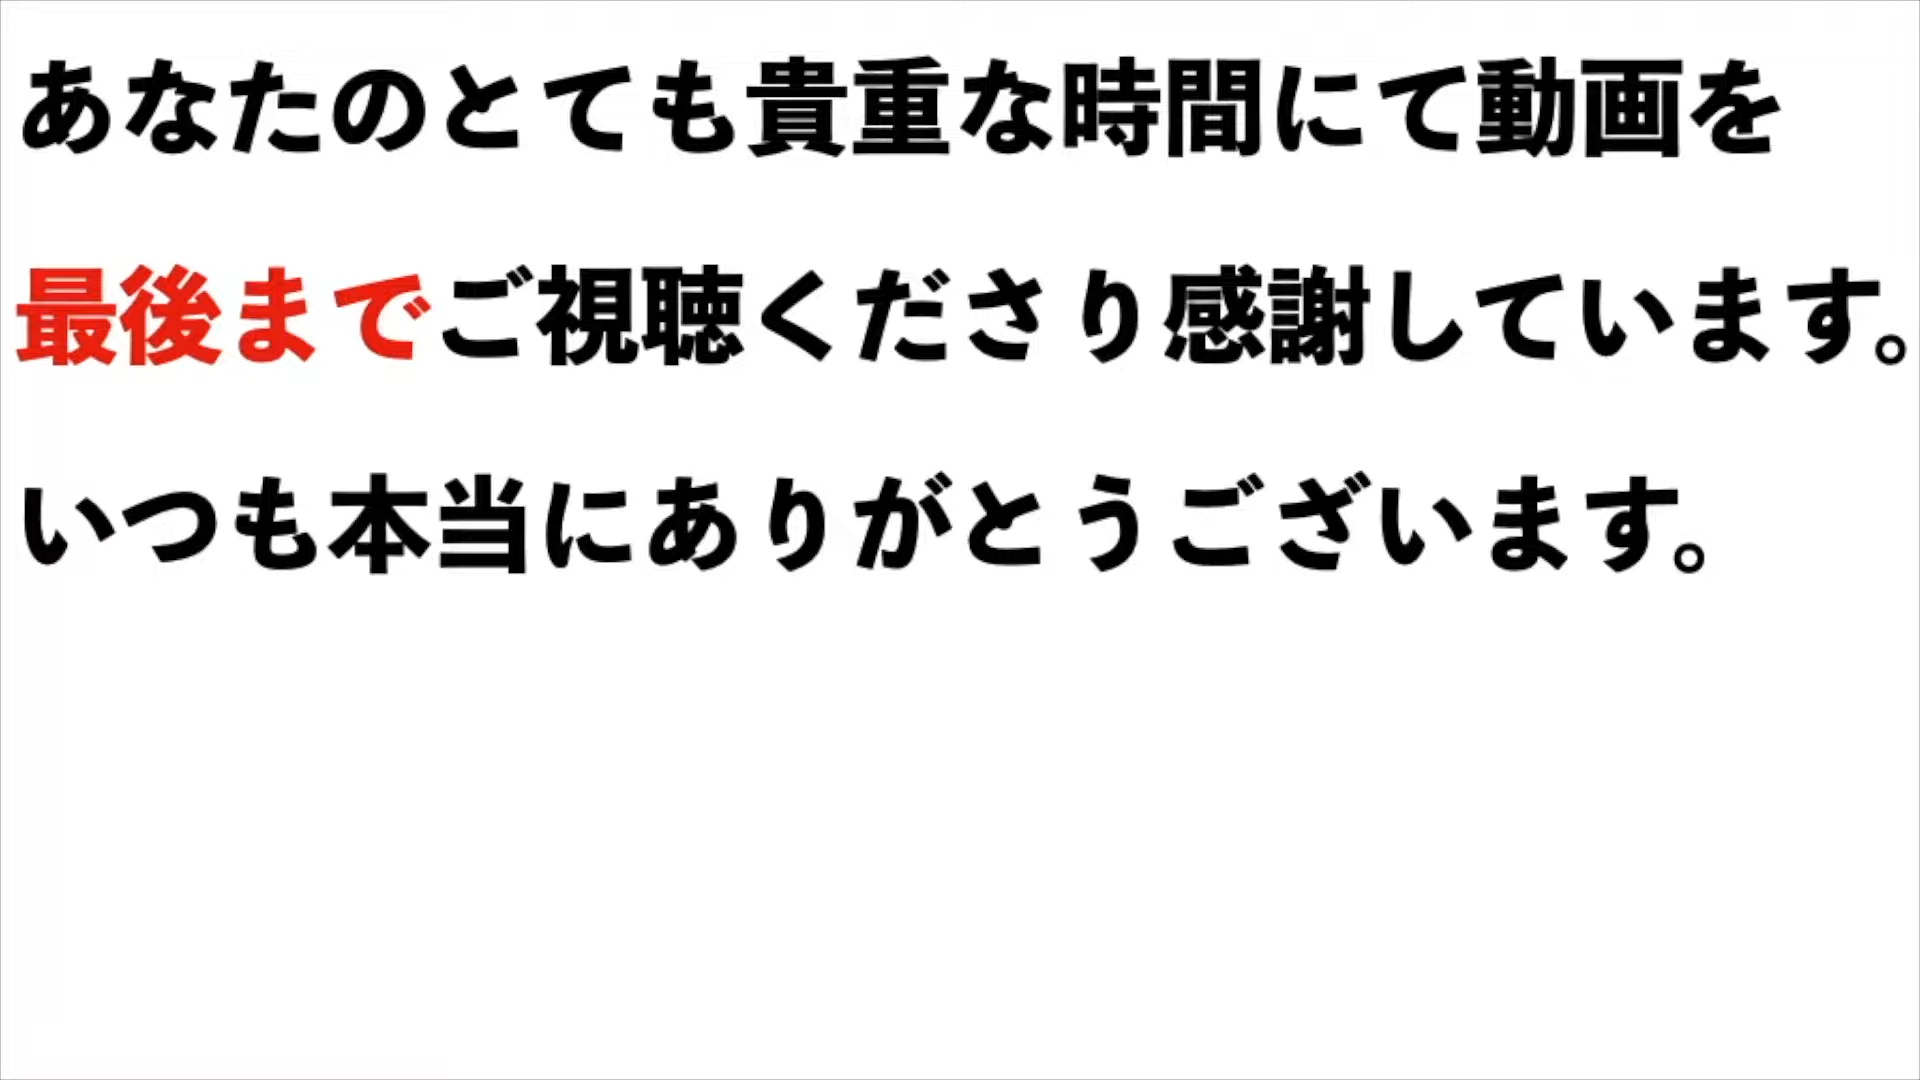 あなたのとても貴重な時間にて動画を
最後までご視聴くださり感謝しています。
いつも本当にありがとうございます。